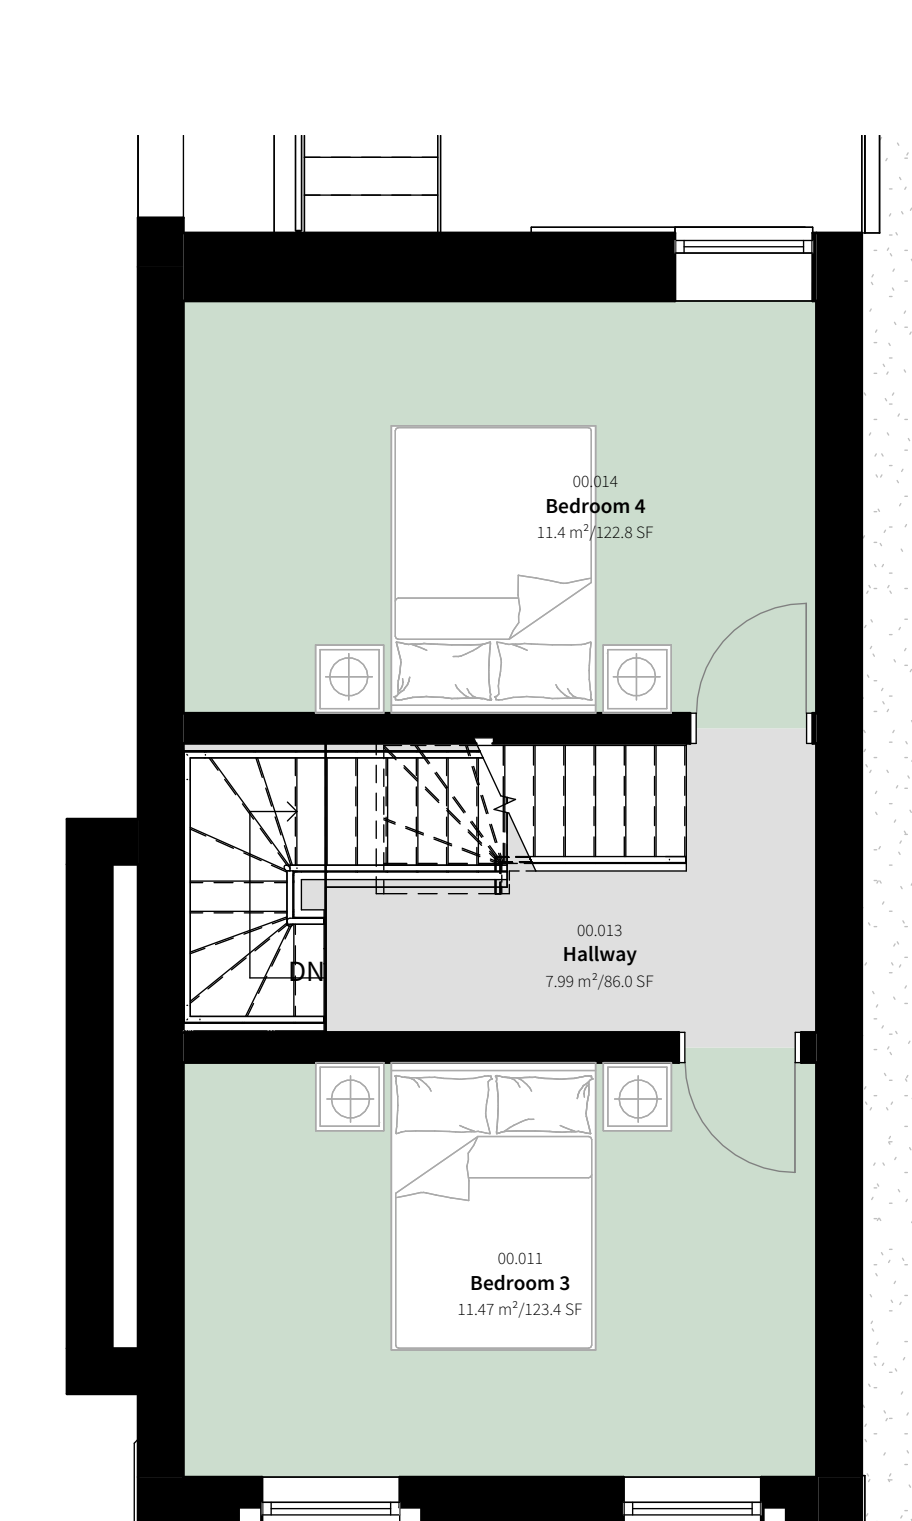 00.014
Bedroom 4
11.4 m²/122.8 SF
00.013
Hallway
7.99 m²/86.0 SF
DN
00.011
Bedroom 3
11.47 m²/123.4 SF